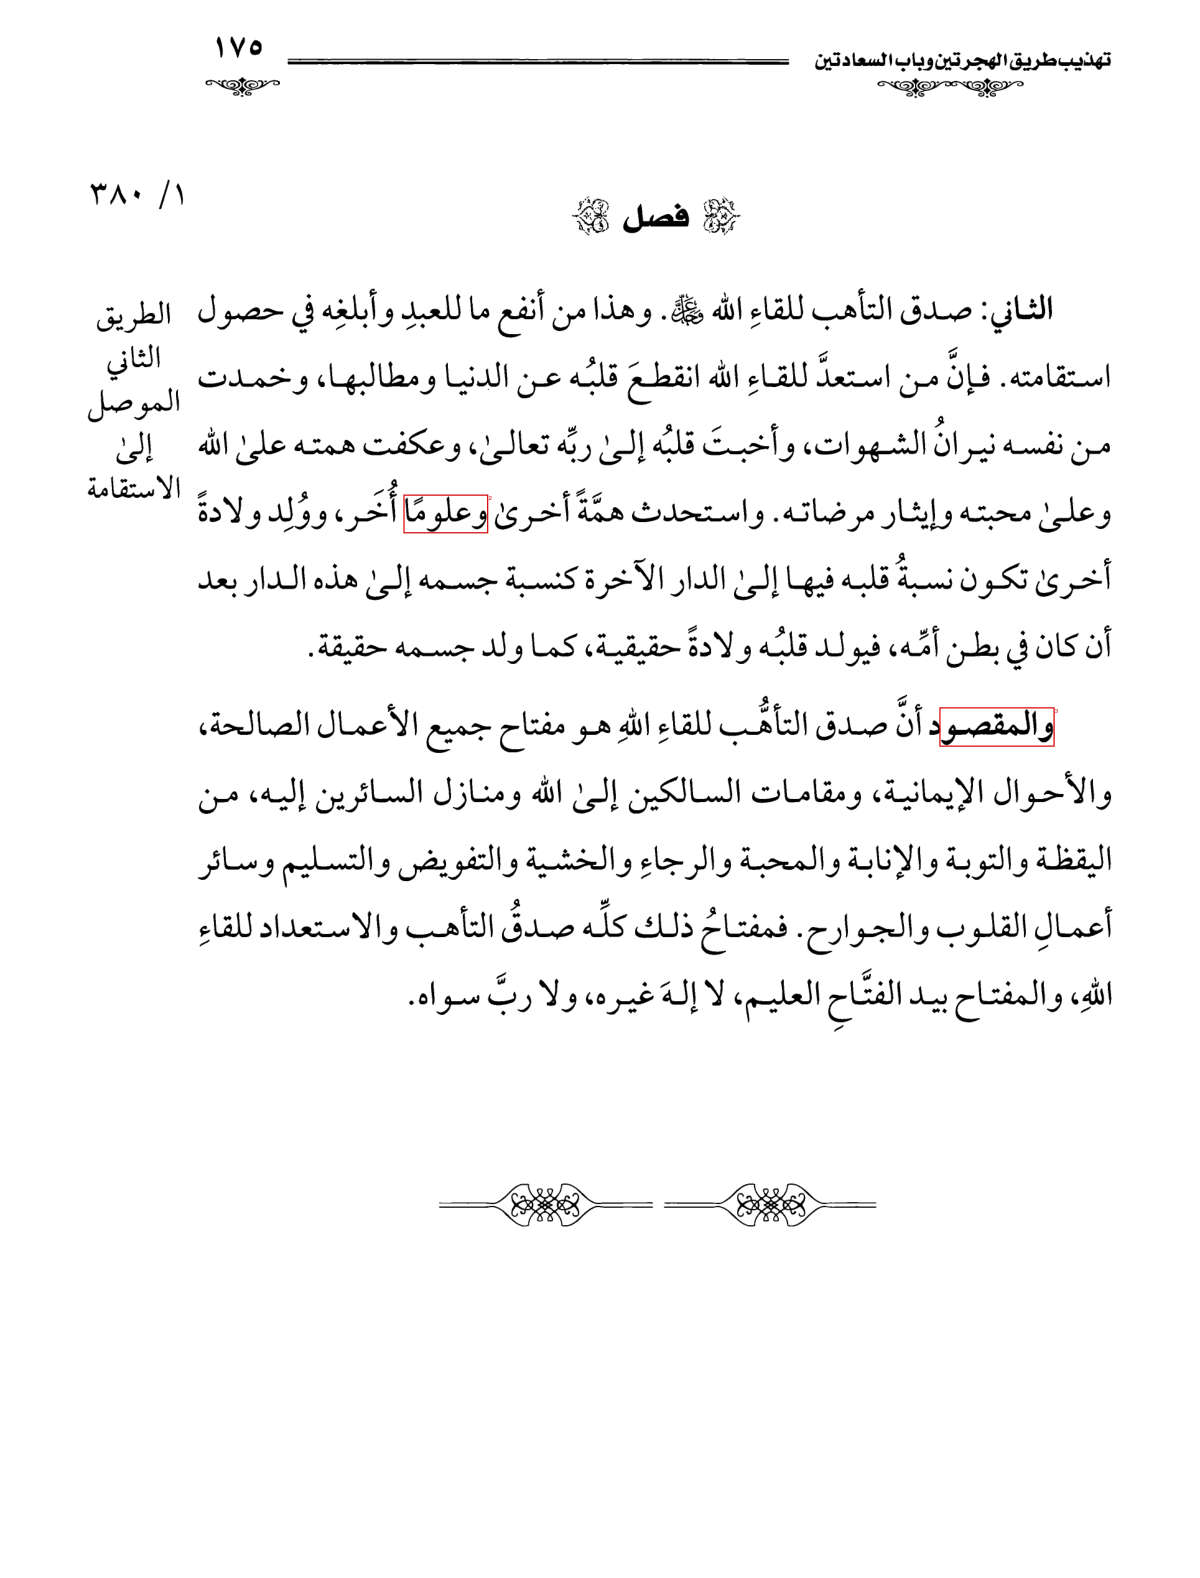 تهذيب طريق الهجرتين وباب السعادتين
١٧٥
١/ ٣٨٠
فصل
الثاني: صدق التأهب للقاءِ الله ﷿. وهذا من أنفع ما للعبدِ وأبلغِه في حصول
استقامته. فإنَّ من استعدَّ للقاءِ الله انقطعَ قلبُه عن الدنيا ومطالبها، وخمدت
من نفسه نيرانُ الشهوات، وأخبتَ قلبُه إلىٰ ربِّه تعالىٰ، وعكفت همته علىٰ الله
وعلىٰ محبته وإيثار مرضاته. واستحدث همَّةً أخرىٰ وعلومًا أُخَر، ووُلِد ولادةً
أخرىٰ تكون نسبةُ قلبه فيها إلىٰ الدار الآخرة كنسبة جسمه إلىٰ هذه الدار بعد
أن كان في بطن أمِّه، فيولد قلبُه ولادةً حقيقية، كما ولد جسمه حقيقة.
والمقصود أنَّ صدق التأهُّب للقاءِ اللهِ هو مفتاح جميع الأعمال الصالحة،
والأحوال الإيمانية، ومقامات السالكين إلىٰ الله ومنازل السائرين إليه، من
اليقظة والتوبة والإنابة والمحبة والرجاءِ والخشية والتفويض والتسليم وسائر
أعمالِ القلوب والجوارح. فمفتاحُ ذلك كلِّه صدقُ التأهب والاستعداد للقاءِ
اللهِ، والمفتاح بيد الفتَّاحِ العليم، لا إلهَ غيره، ولا ربَّ سواه.
الطريق
الثاني
الموصل
إلىٰ
الاستقامة